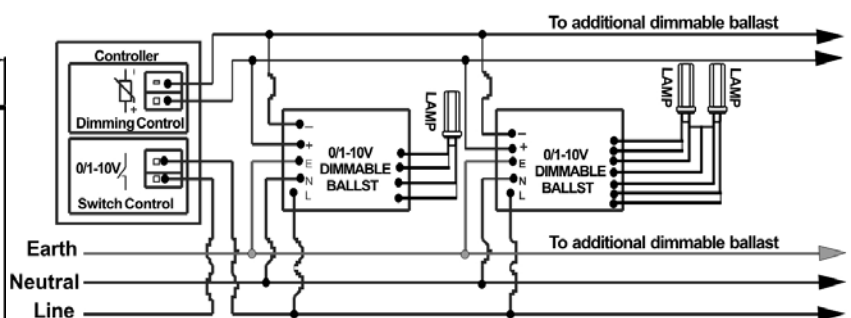 To additional dimmable ballast
Controller
-
+
Dimming Control
0/1-10V
Switch Control
LAMP
–
+
E
N
L
0/1-10V
DIMMABLE
BALLST
LAMP
LAMP
–
+
E
N
L
0/1-10V
DIMMABLE
BALLST
Earth
To additional dimmable ballast
Neutral
Line